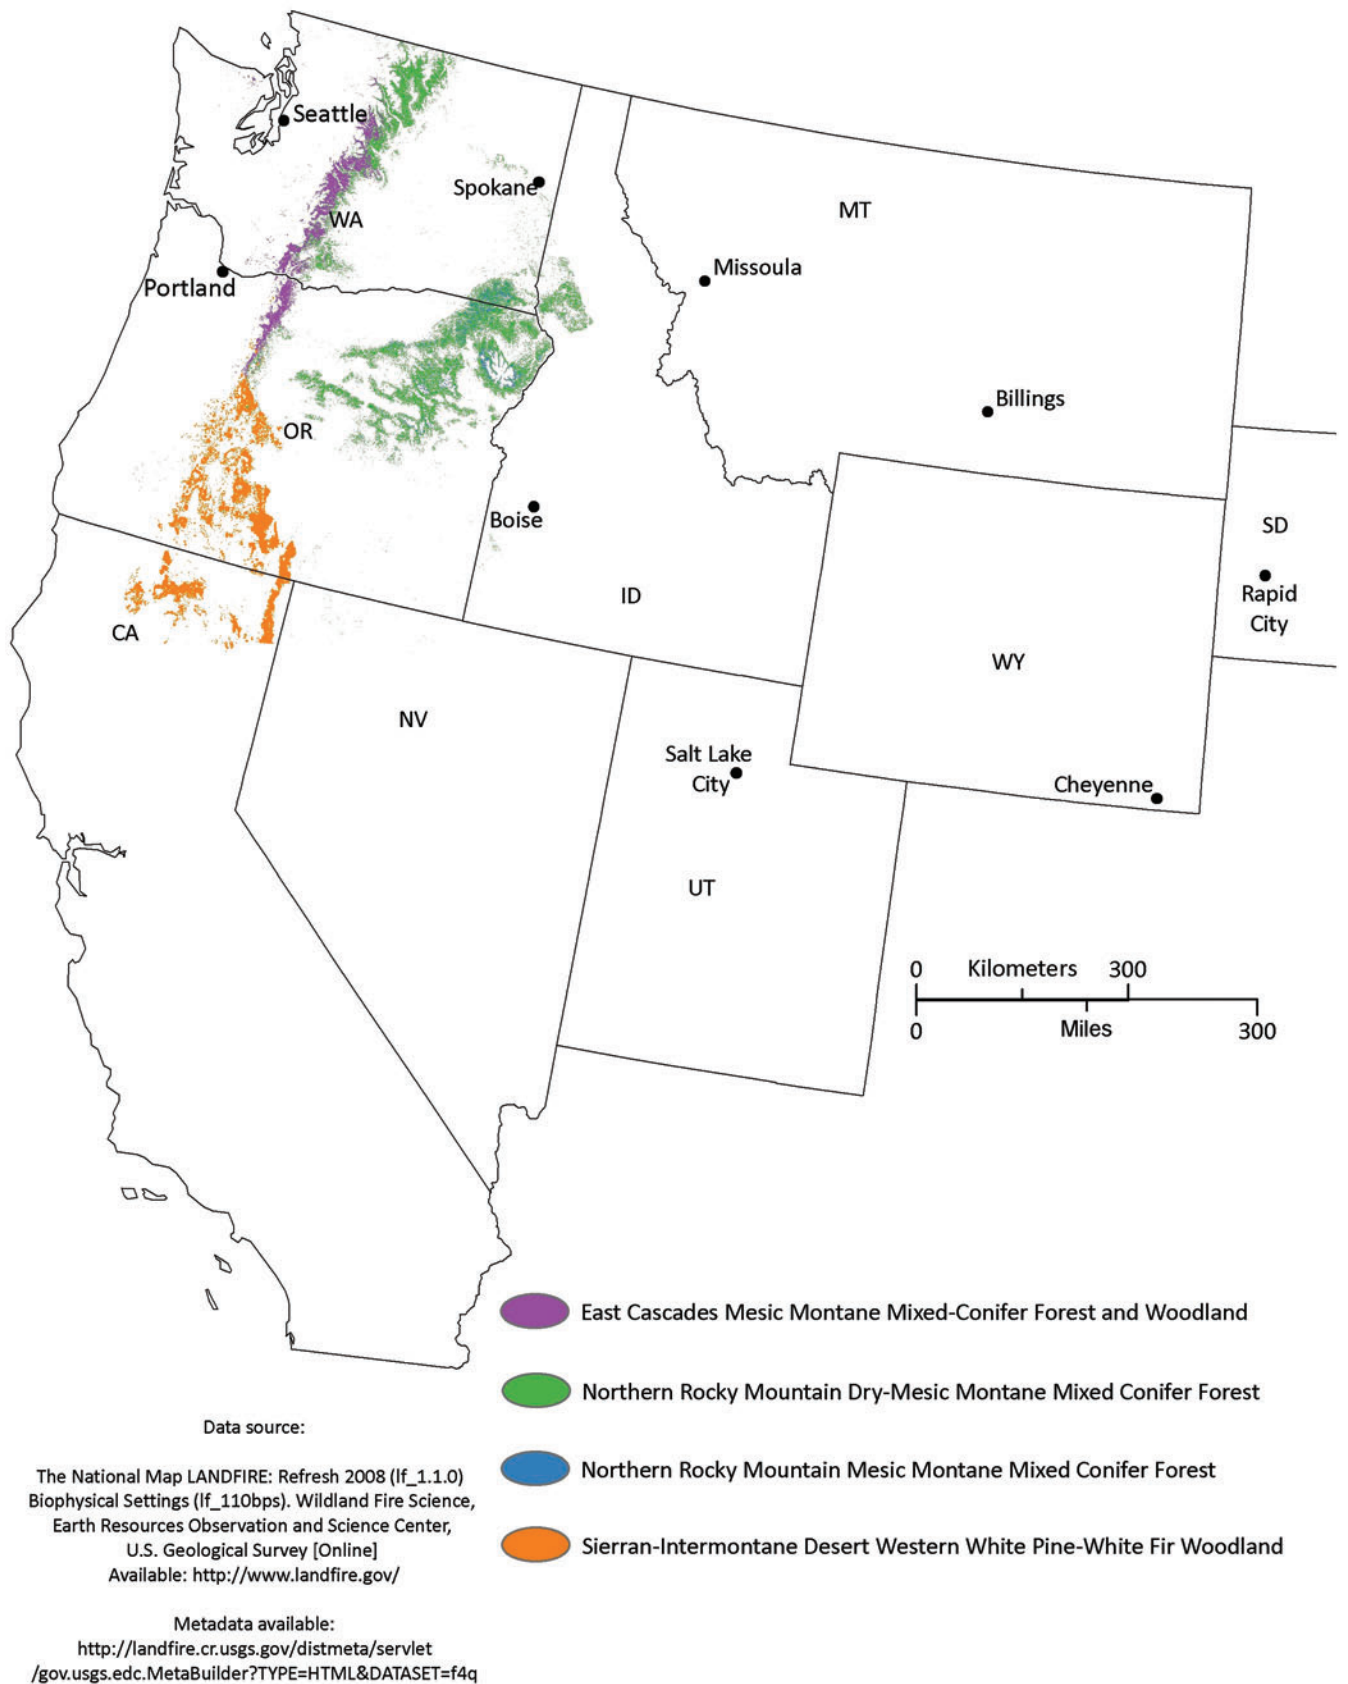 Seattle
Spokane
WA
MT
Missoula
Portland
Billings
OR
Boise
SD
Rapid
City
ID
CA
WY
NV
Salt Lake
City
Cheyenne
UT
0 Kilometers 300
0 Miles 300
East Cascades Mesic Montane Mixed-Conifer Forest and Woodland
Northern Rocky Mountain Dry-Mesic Montane Mixed Conifer Forest
Northern Rocky Mountain Mesic Montane Mixed Conifer Forest
Sierran-Intermontane Desert Western White Pine-White Fir Woodland
Data source:
The National Map LANDFIRE: Refresh 2008 (lf_1.1.0)
Biophysical Settings (lf_110bps). Wildland Fire Science,
Earth Resources Observation and Science Center,
U.S. Geological Survey [Online]
Available: http://www.landfire.gov/
Metadata available:
http://landfire.cr.usgs.gov/distmeta/servlet
/gov.usgs.edc.MetaBuilder?TYPE=HTML&DATASET=f4q